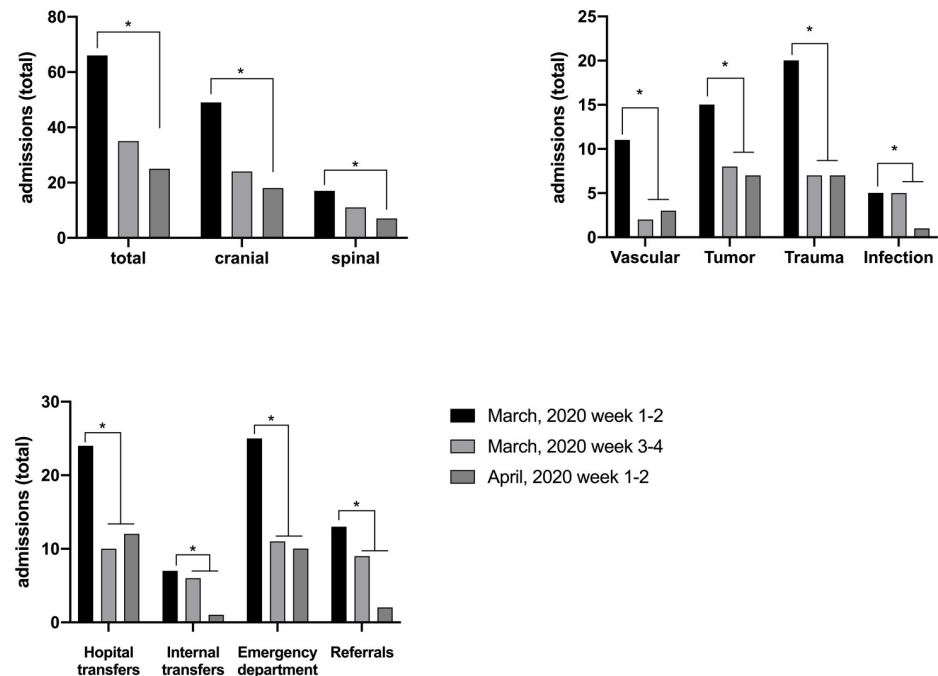 admissions (total)
80
60
40
20
0
*
*
*
total
cranial
spinal
admissions (total)
25
20
15
10
5
0
*
*
*
*
Vascular
Tumor
Trauma
Infection
admissions (total)
30
20
10
0
*
*
*
*
Hopital
transfers
Internal
transfers
Emergency
department
Referrals
March, 2020 week 1-2
March, 2020 week 3-4
April, 2020 week 1-2